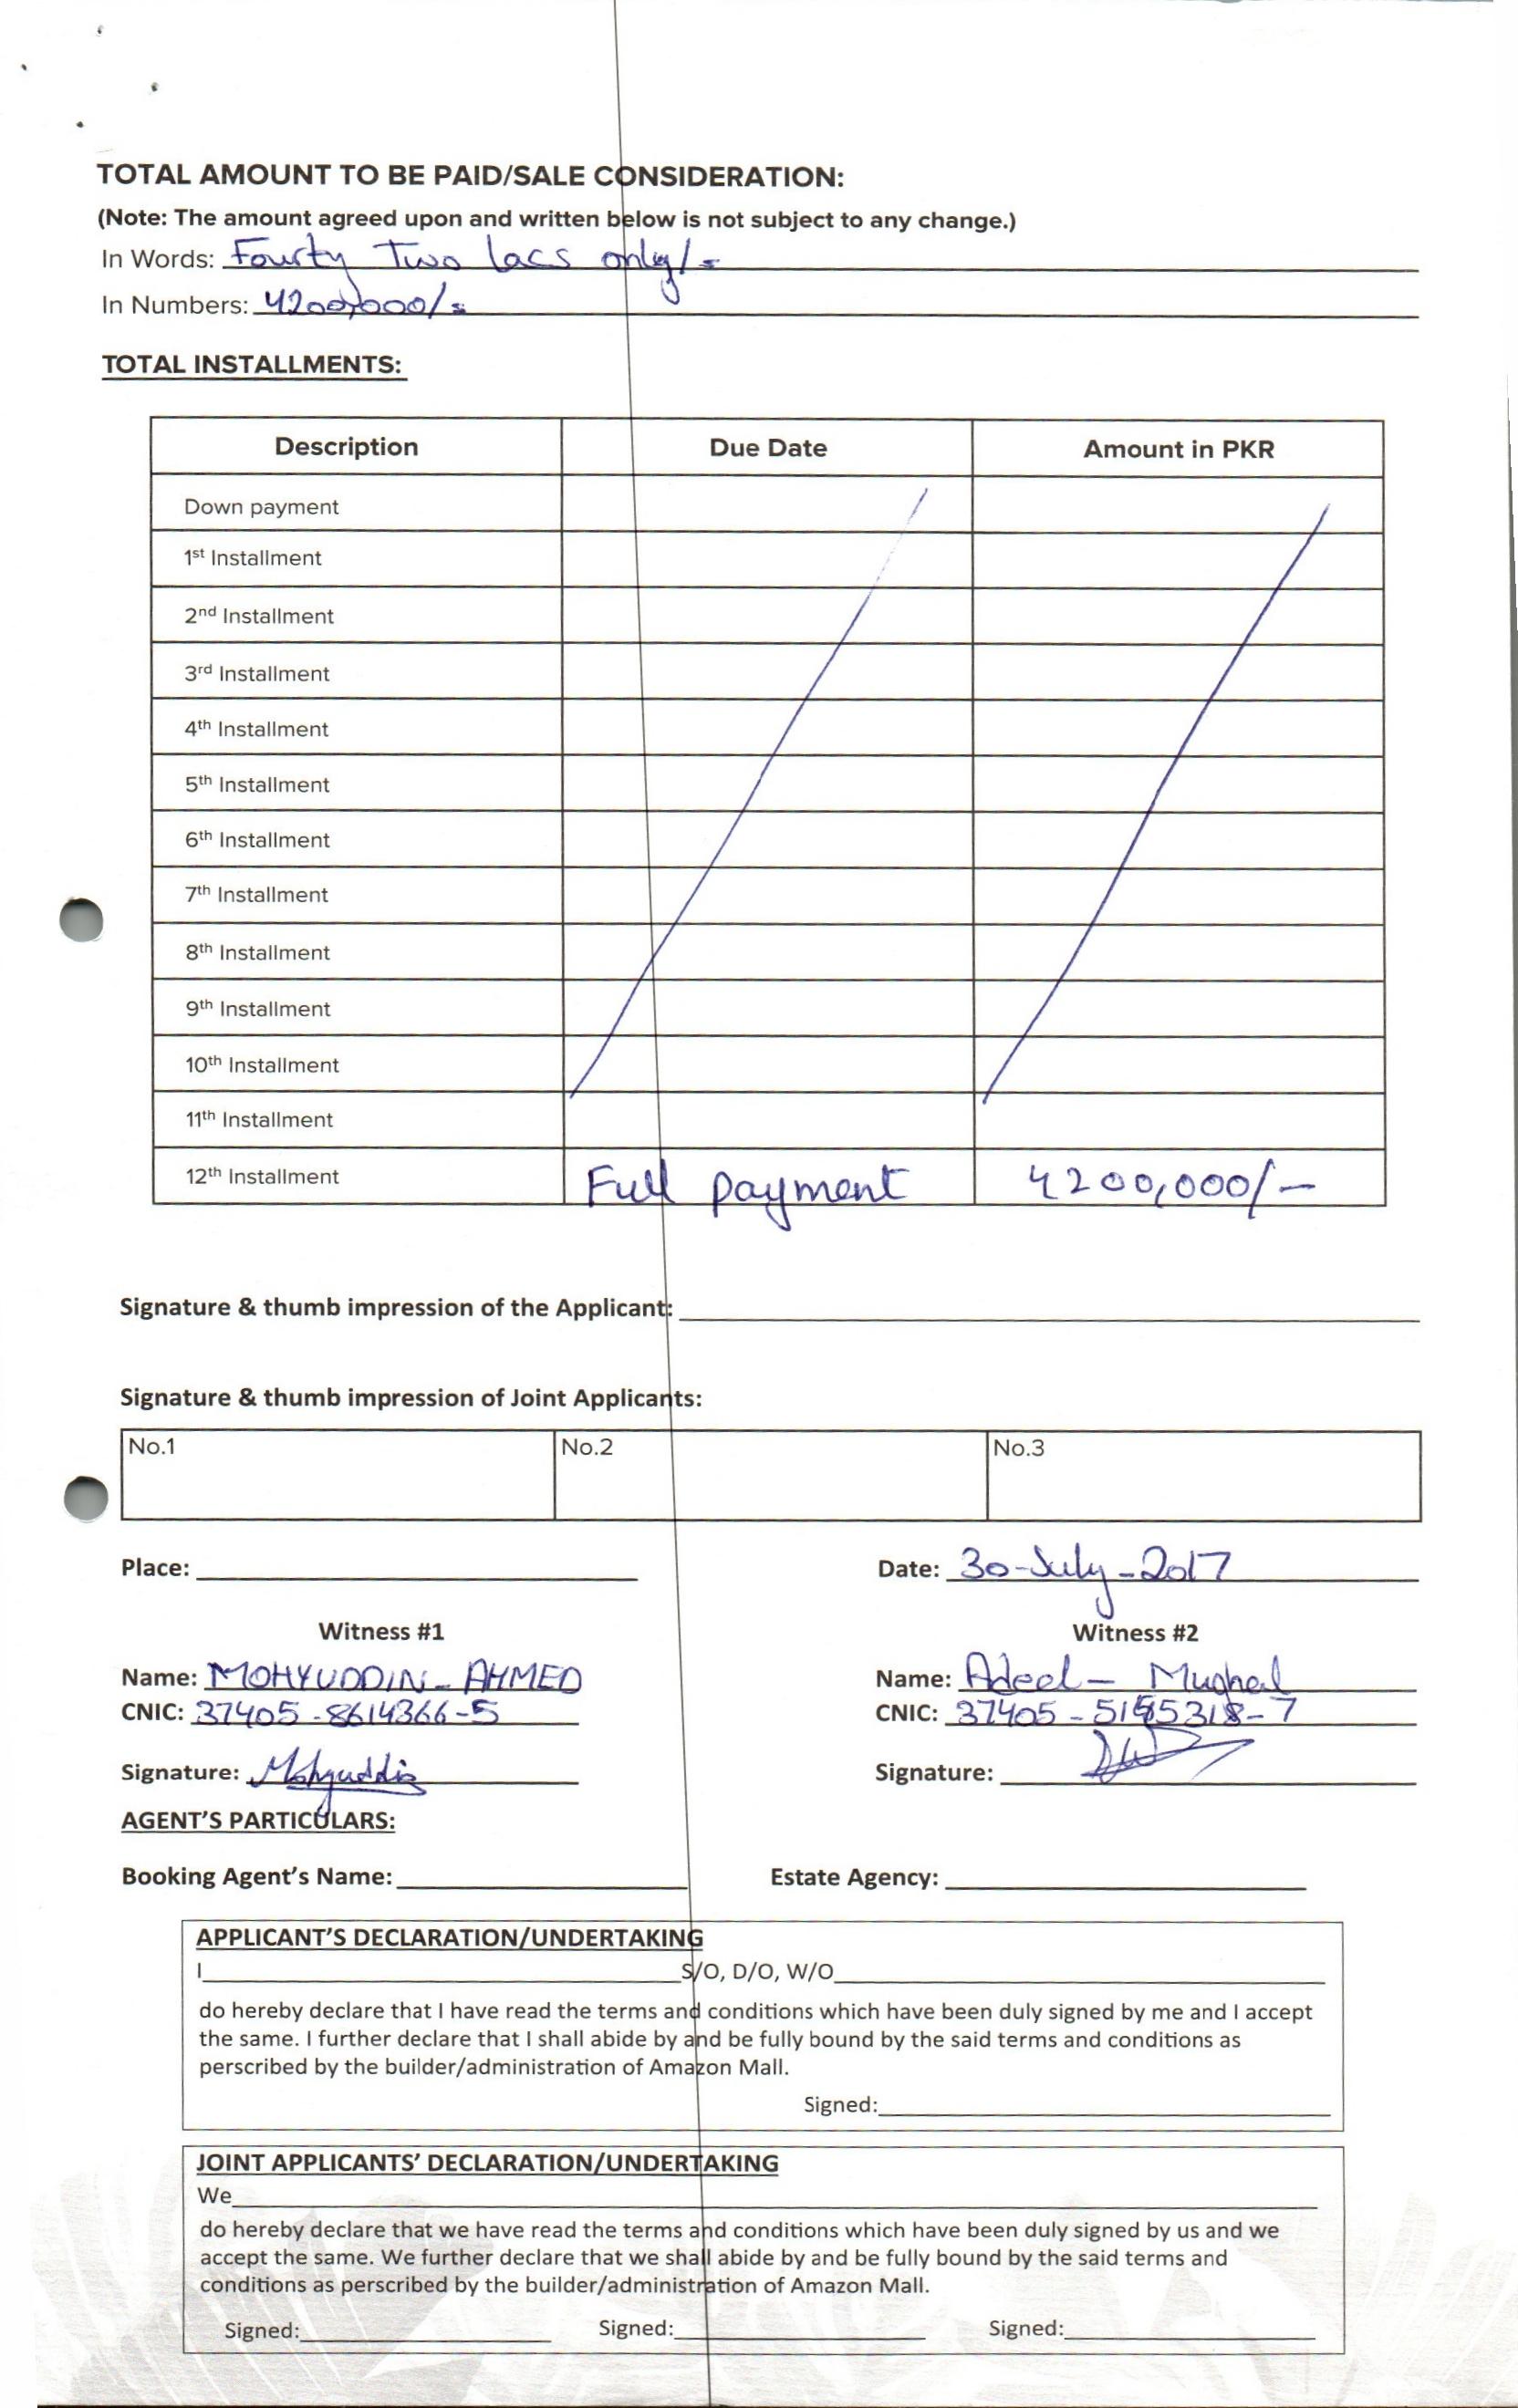 TOTAL AMOUNT TO BE PAID/SALE CONSIDERATION:
(Note: The amount agreed upon and written below is not subject to any change.)
In Words: Fourty Two lacs only/=
In Numbers: 4200,000/=
TOTAL INSTALLMENTS:
Description Due Date Amount in PKR
Down payment
1st Installment
2nd Installment
3rd Installment
4th Installment
5th Installment
6th Installment
7th Installment
8th Installment
9th Installment
10th Installment
11th Installment
12th Installment Full payment 4200,000/-
Signature & thumb impression of the Applicant:
Signature & thumb impression of Joint Applicants:
No.1 No.2 No.3
Place: Date: 30-July-2017
Witness #1 Witness #2
Name: MOHYUDDIN-AHMED Name: Adeel- Mughal
CNIC: 37405-8614366-5 CNIC: 37405-5155318-7
Signature: Mohyuddin Signature:
AGENT'S PARTICULARS:
Booking Agent's Name: Estate Agency:
APPLICANT'S DECLARATION/UNDERTAKING
I S/O, D/O, W/O
do hereby declare that I have read the terms and conditions which have been duly signed by me and I accept
the same. I further declare that I shall abide by and be fully bound by the said terms and conditions as
perscribed by the builder/administration of Amazon Mall.
Signed:
JOINT APPLICANTS' DECLARATION/UNDERTAKING
We
do hereby declare that we have read the terms and conditions which have been duly signed by us and we
accept the same. We further declare that we shall abide by and be fully bound by the said terms and
conditions as perscribed by the builder/administration of Amazon Mall.
Signed: Signed: Signed: